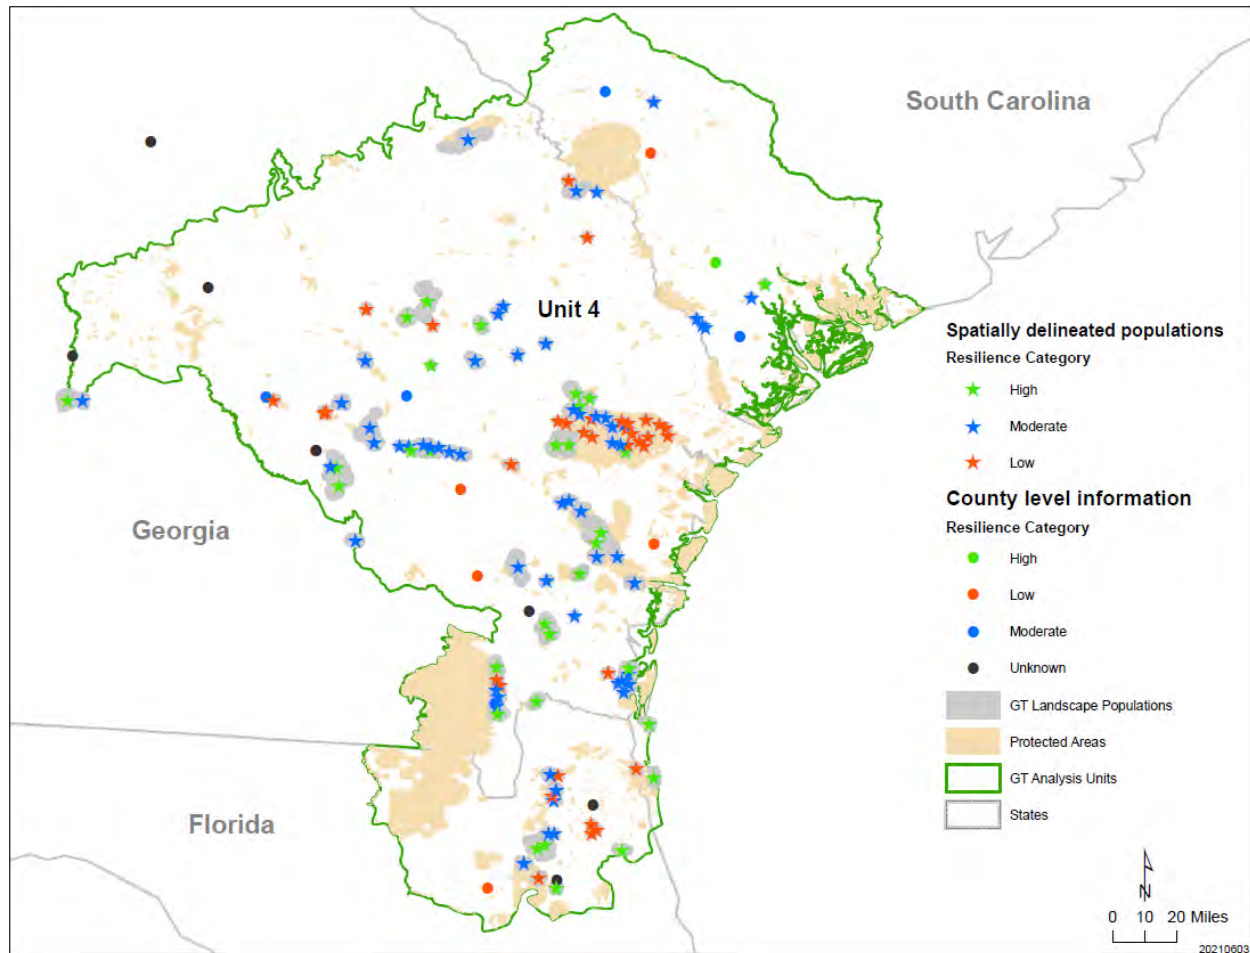 South Carolina
Unit 4
Georgia
Florida
Spatially delineated populations
Resilience Category
High
Moderate
Low
County level information
Resilience Category
High
Low
Moderate
Unknown
GT Landscape Populations
Protected Areas
GT Analysis Units
States
N
0 10 20 Miles
20210603